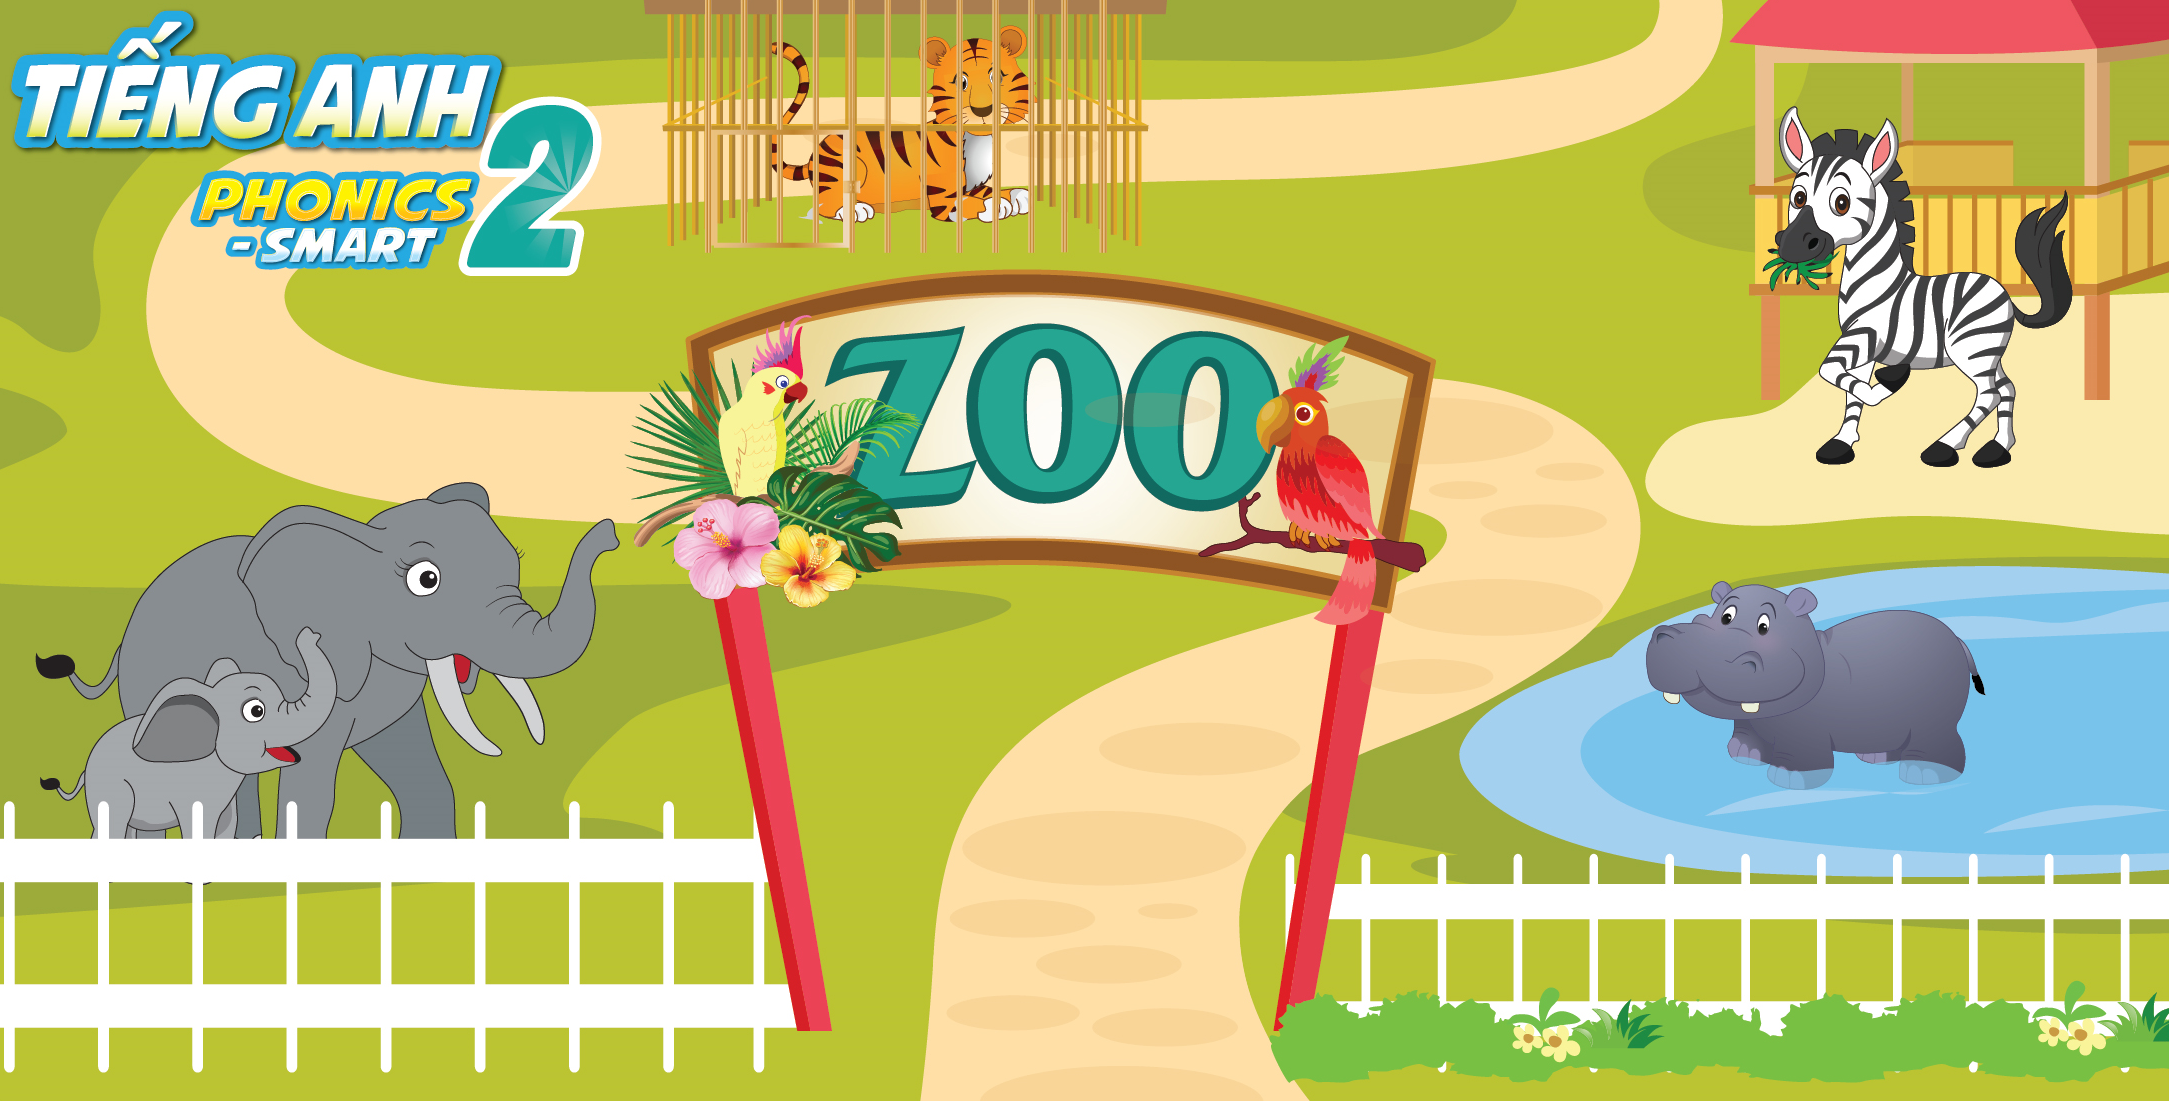 TIẾNG ANH
2
PHONICS
- SMART
ZOO